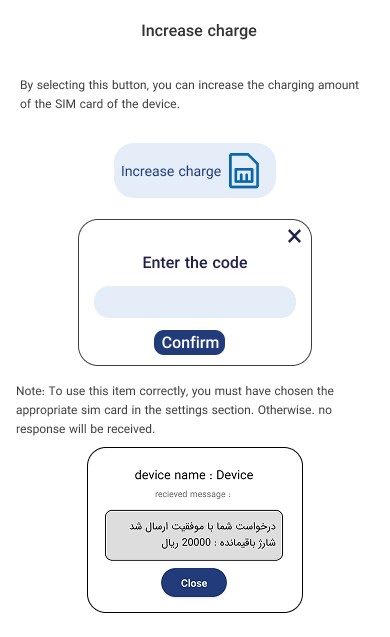 Increase charge
By selecting this button, you can increase the charging amount
of the SIM card of the device.
Increase charge
X
Enter the code
Confirm
Note: To use this item correctly, you must have chosen the
appropriate sim card in the settings section. Otherwise. no
response will be received.
device name : Device
recieved message :
درخواست شما با موفقیت ارسال شد
شارژ باقیمانده : 20000 ریال
Close